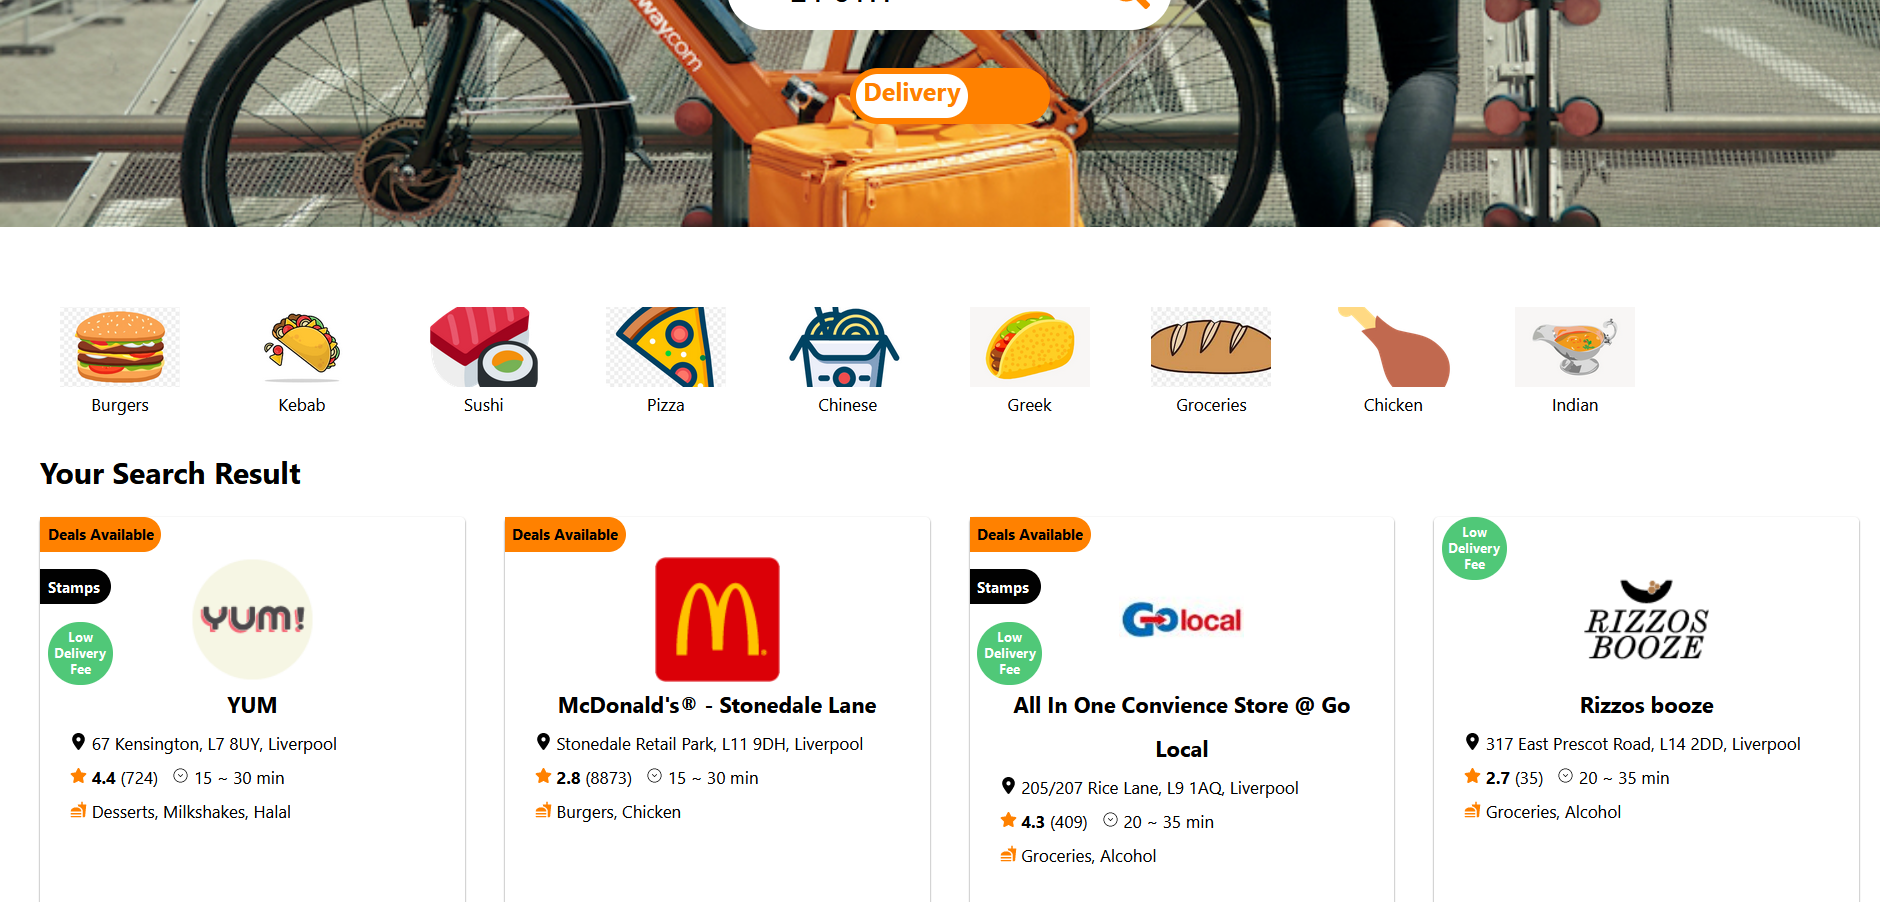 way.com
Delivery
Burgers
Kebab
Sushi
Pizza
Chinese
Greek
Groceries
Chicken
Indian
Your Search Result
Deals Available
Stamps
Low
Delivery
Fee
YUM!
YUM
67 Kensington, L7 8UY, Liverpool
4.4 (724) 15 ~ 30 min
Desserts, Milkshakes, Halal
Deals Available
McDonald's® - Stonedale Lane
Stonedale Retail Park, L11 9DH, Liverpool
2.8 (8873) 15 ~ 30 min
Burgers, Chicken
Deals Available
Stamps
Low
Delivery
Fee
Go local
All In One Convience Store @ Go
Local
205/207 Rice Lane, L9 1AQ, Liverpool
4.3 (409) 20 ~ 35 min
Groceries, Alcohol
Low
Delivery
Fee
RIZZOS
BOOZE
Rizzos booze
317 East Prescot Road, L14 2DD, Liverpool
2.7 (35) 20 ~ 35 min
Groceries, Alcohol